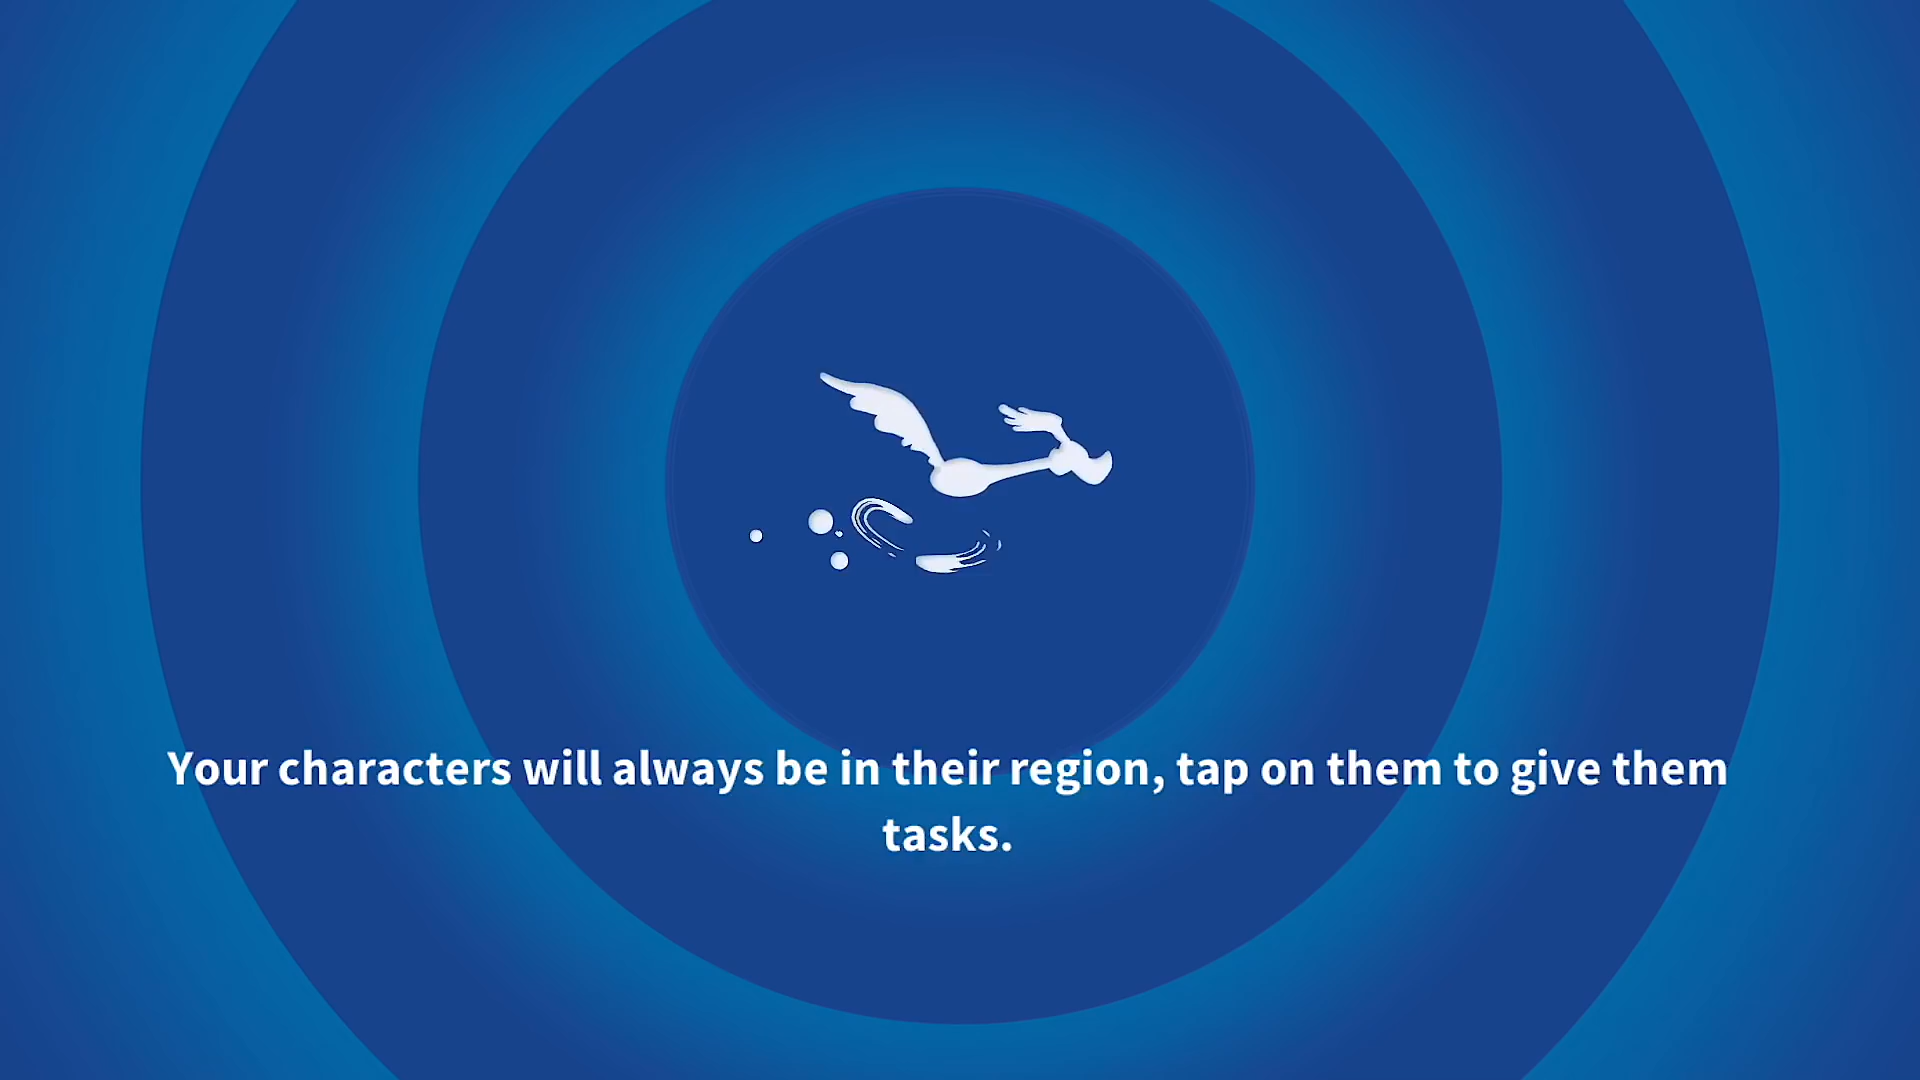 Your characters will always be in their region, tap on them to give them
tasks.